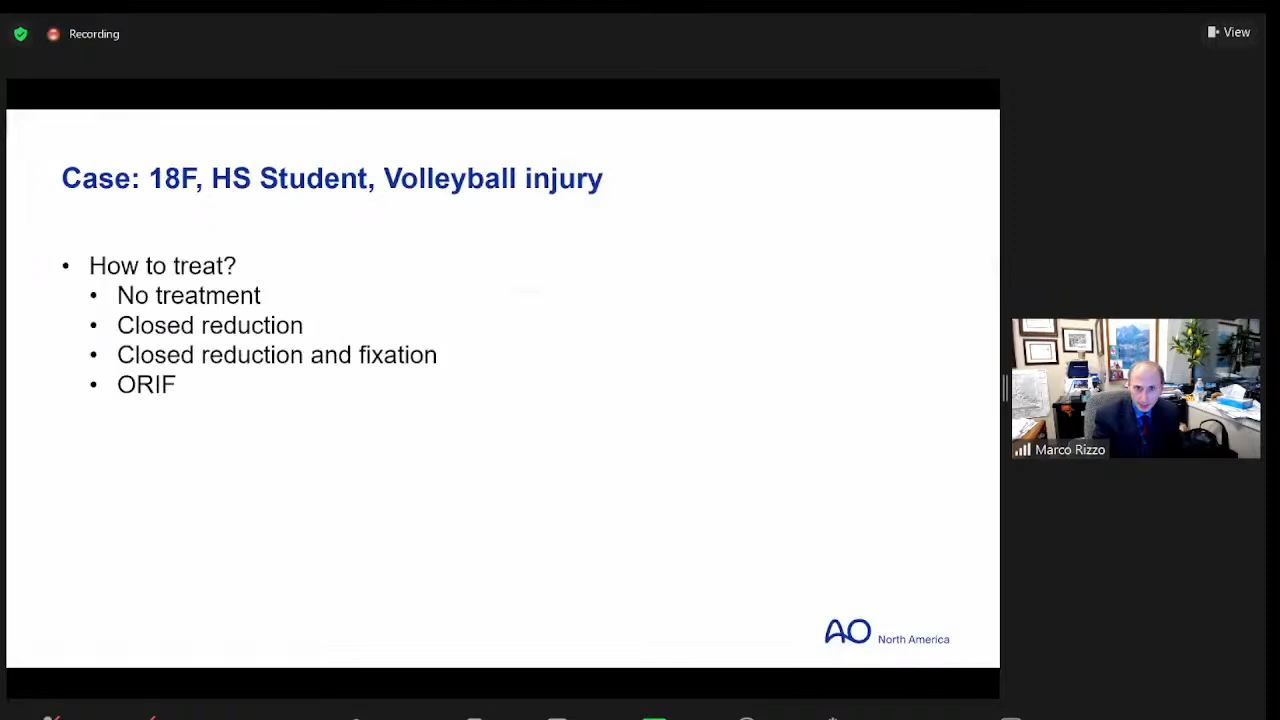 Recording
View
Case: 18F, HS Student, Volleyball injury
• How to treat?
• No treatment
• Closed reduction
• Closed reduction and fixation
• ORIF
Marco Rizzo
AO North America